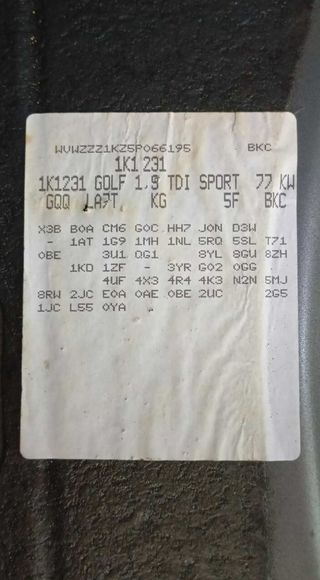 WVWZZZ1KZ5P066195 BKC
1K1 231
1K1231 GOLF 1,9 TDI SPORT 77 KW
GQQ LA7T KG 5F BKC
X3B B0A CM6 G0C HH7 J0N D3W
- 1AT 1G9 1MH 1NL 5RQ 5SL T71
0BE 3U1 QG1 8YL 8GU 8ZH
1KD 1ZF - 3YR G02 0GG
4UF 4X3 4R4 4K3 N2N 5MJ
8RW 2JC E0A 0AE 0BE 2UC 2G5
1JC L55 0YA